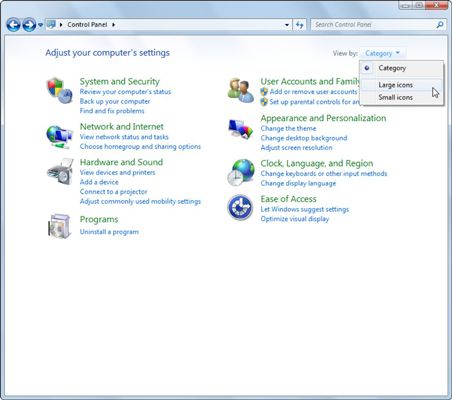 Control Panel
Search Control Panel
Adjust your computer's settings
View by: Category
Category
Large icons
Small icons
System and Security
Review your computer's status
Back up your computer
Find and fix problems
Network and Internet
View network status and tasks
Choose homegroup and sharing options
Hardware and Sound
View devices and printers
Add a device
Connect to a projector
Adjust commonly used mobility settings
Programs
Uninstall a program
User Accounts and Family
Add or remove user accounts
Set up parental controls for an
Appearance and Personalization
Change the theme
Change desktop background
Adjust screen resolution
Clock, Language, and Region
Change keyboards or other input methods
Change display language
Ease of Access
Let Windows suggest settings
Optimize visual display